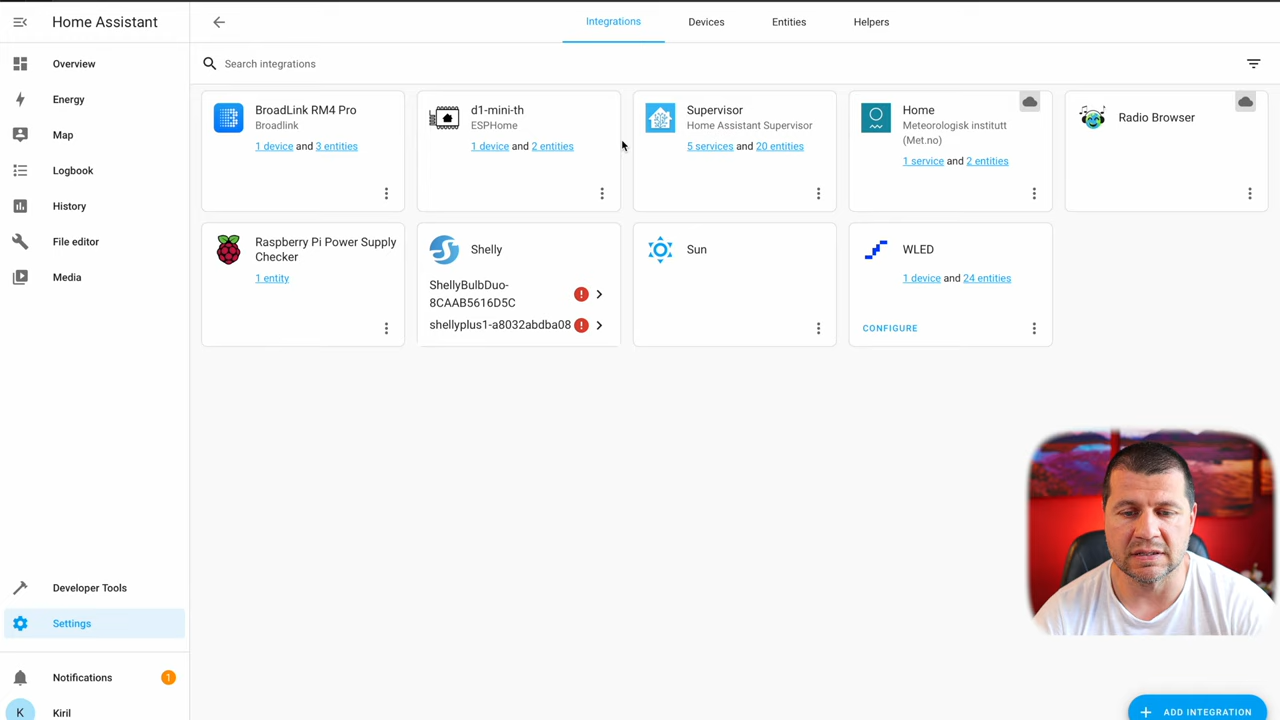 Home Assistant
Overview
Energy
Map
Logbook
History
File editor
Media
Developer Tools
Settings
Notifications 1
K Kiril
Integrations Devices Entities Helpers
Search integrations
BroadLink RM4 Pro
Broadlink
1 device and 3 entities
d1-mini-th
ESPHome
1 device and 2 entities
Supervisor
Home Assistant Supervisor
5 services and 20 entities
Home
Meteorologisk institutt
(Met.no)
1 service and 2 entities
Radio Browser
Raspberry Pi Power Supply
Checker
1 entity
Shelly
ShellyBulbDuo-
8CAAB5616D5C
shellyplus1-a8032abdba08
Sun
WLED
1 device and 24 entities
CONFIGURE
ADD INTEGRATION